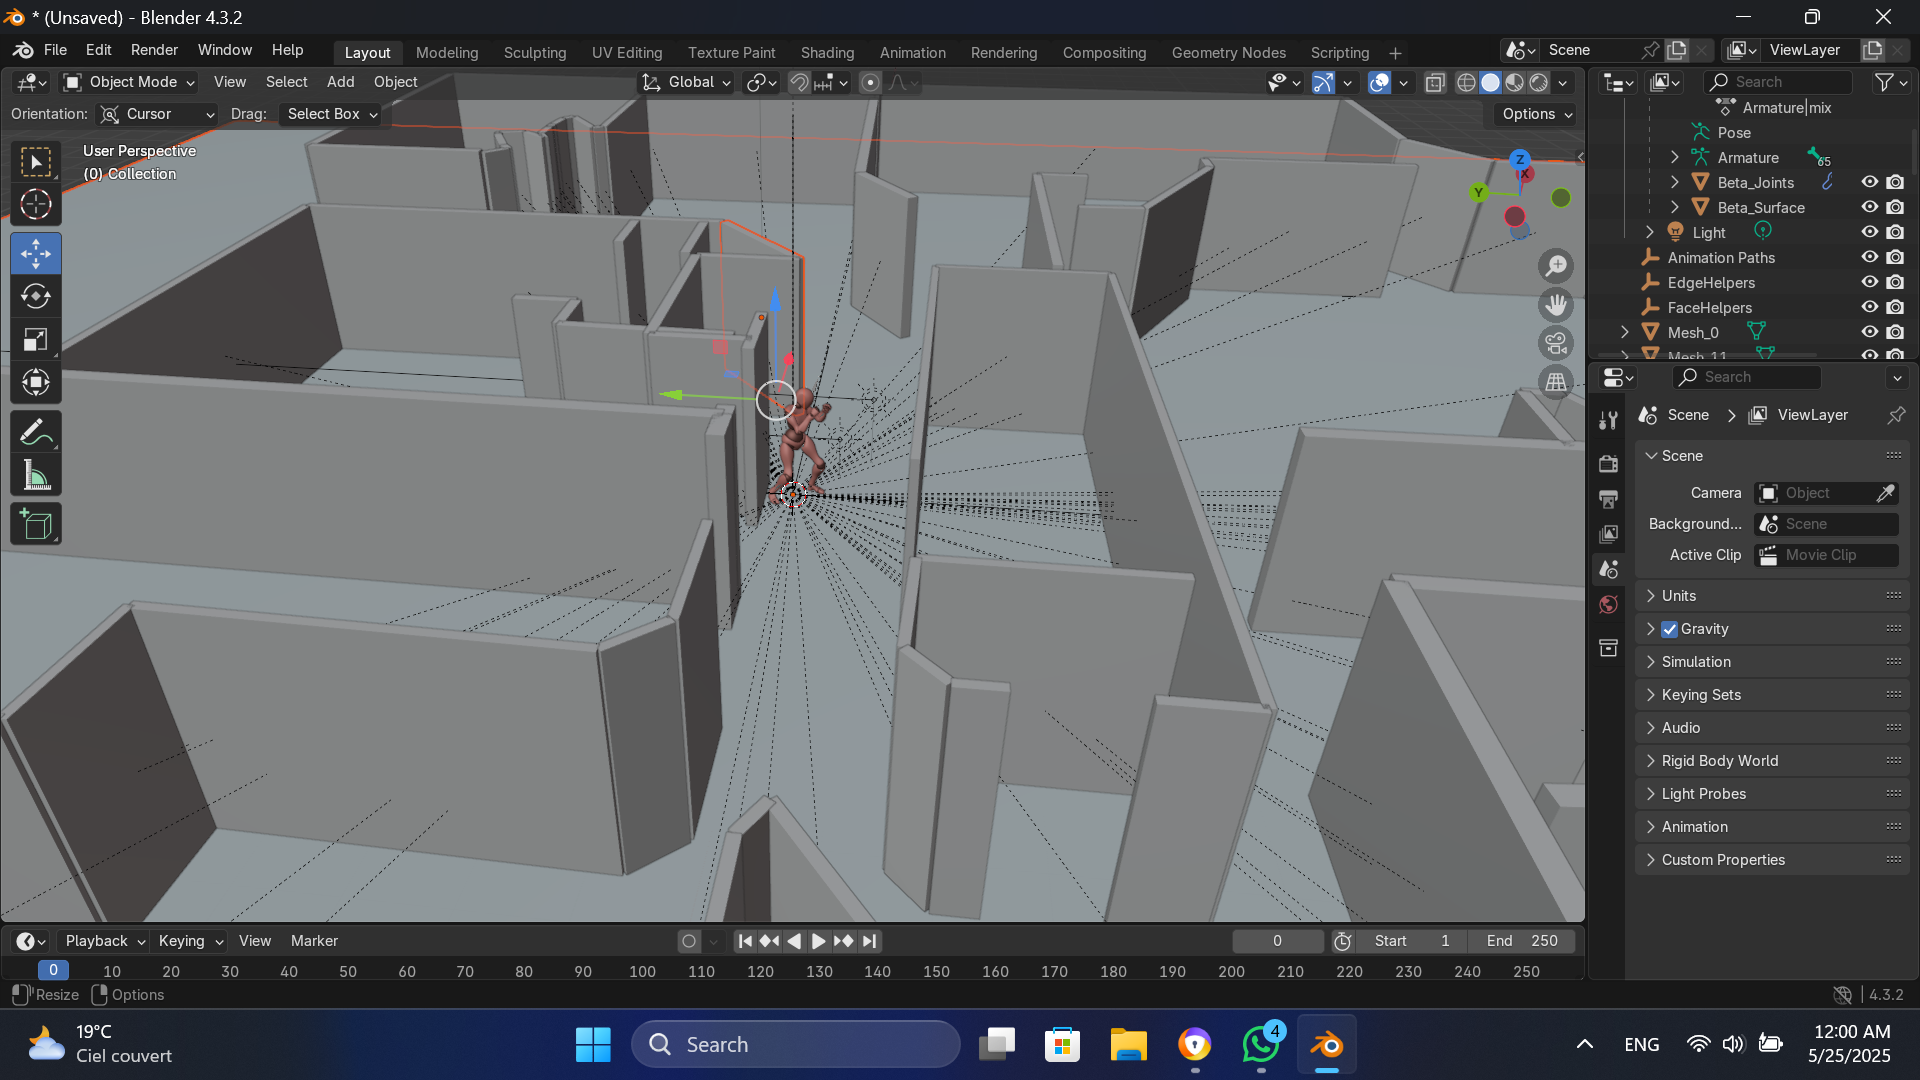 * (Unsaved) - Blender 4.3.2
File Edit Render Window Help
Layout Modeling Sculpting UV Editing Texture Paint Shading Animation Rendering Compositing Geometry Nodes Scripting +
Scene
ViewLayer
Object Mode View Select Add Object
Global
Search
Orientation: Cursor Drag: Select Box
Options
User Perspective
(0) Collection
Z
X
Y
Armature|mix
Pose
Armature 65
Beta_Joints
Beta_Surface
Light
Animation Paths
EdgeHelpers
FaceHelpers
Mesh_0
Mesh_11
Search
Scene > ViewLayer
Scene
Camera Object
Background... Scene
Active Clip Movie Clip
Units
Gravity
Simulation
Keying Sets
Audio
Rigid Body World
Light Probes
Animation
Custom Properties
Playback Keying View Marker
0 Start 1 End 250
0 10 20 30 40 50 60 70 80 90 100 110 120 130 140 150 160 170 180 190 200 210 220 230 240 250
Resize Options
4.3.2
19°C
Ciel couvert
Search
4
ENG
12:00 AM
5/25/2025